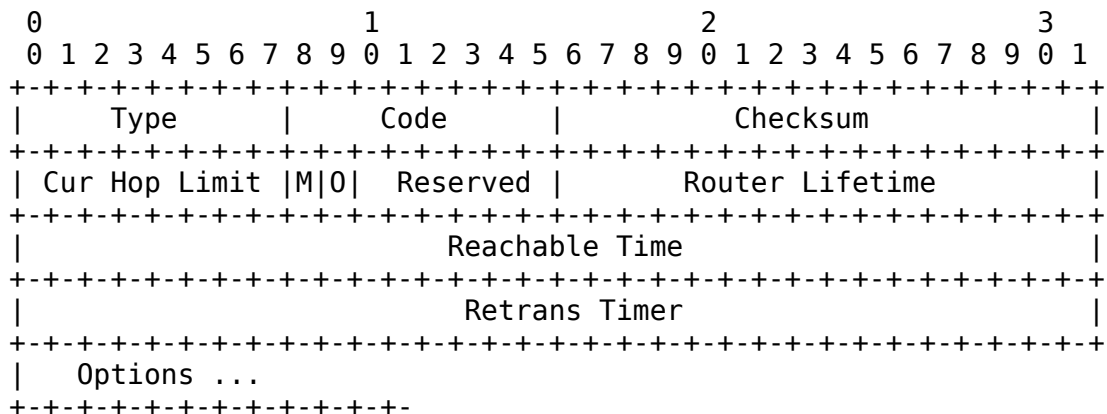 0                   1                   2                   3
 0 1 2 3 4 5 6 7 8 9 0 1 2 3 4 5 6 7 8 9 0 1 2 3 4 5 6 7 8 9 0 1
+-+-+-+-+-+-+-+-+-+-+-+-+-+-+-+-+-+-+-+-+-+-+-+-+-+-+-+-+-+-+-+-+
|     Type      |     Code      |          Checksum             |
+-+-+-+-+-+-+-+-+-+-+-+-+-+-+-+-+-+-+-+-+-+-+-+-+-+-+-+-+-+-+-+-+
| Cur Hop Limit |M|O|  Reserved |       Router Lifetime         |
+-+-+-+-+-+-+-+-+-+-+-+-+-+-+-+-+-+-+-+-+-+-+-+-+-+-+-+-+-+-+-+-+
|                         Reachable Time                        |
+-+-+-+-+-+-+-+-+-+-+-+-+-+-+-+-+-+-+-+-+-+-+-+-+-+-+-+-+-+-+-+-+
|                          Retrans Timer                        |
+-+-+-+-+-+-+-+-+-+-+-+-+-+-+-+-+-+-+-+-+-+-+-+-+-+-+-+-+-+-+-+-+
|   Options ...
+-+-+-+-+-+-+-+-+-+-+-+-